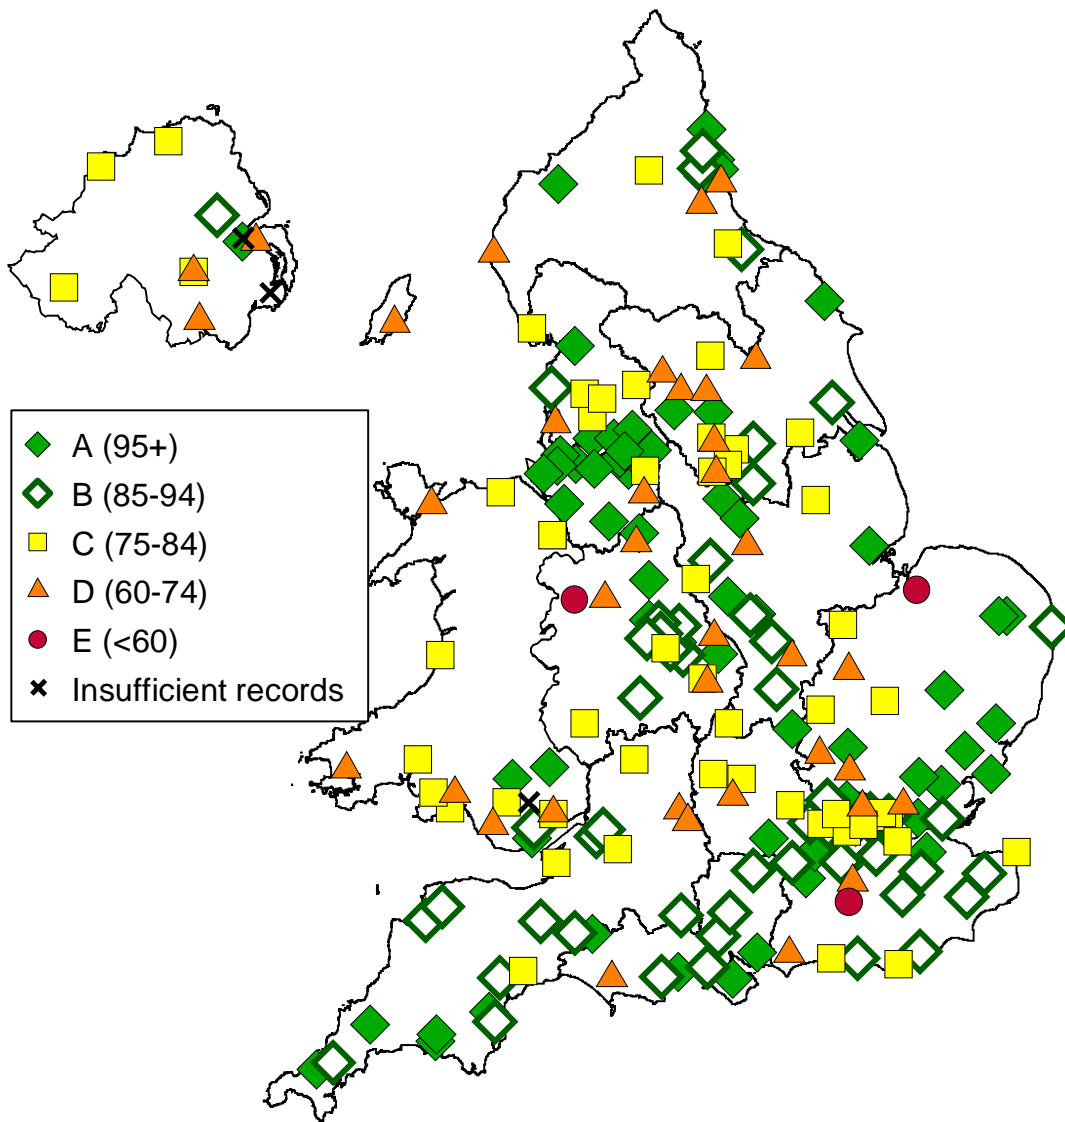 A (95+)
B (85-94)
C (75-84)
D (60-74)
E (<60)
Insufficient records